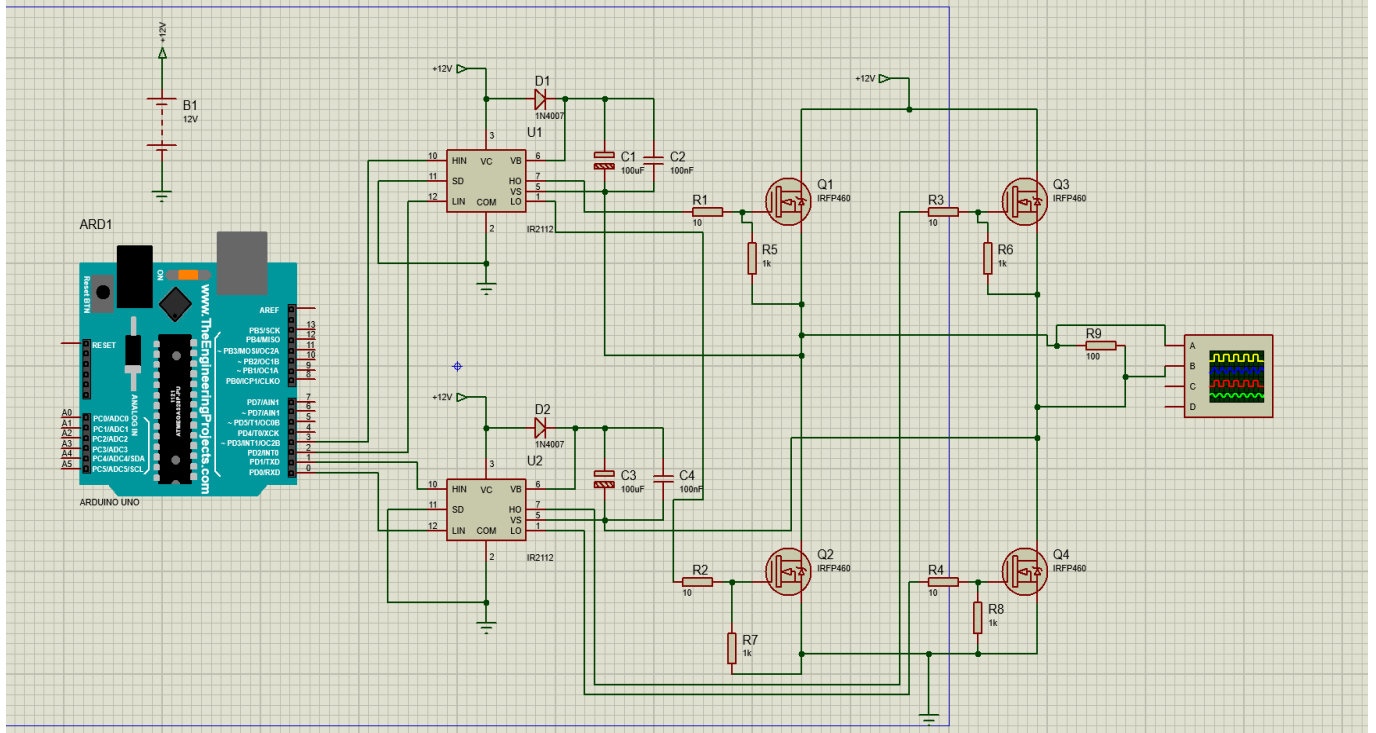 +12V
B1
12V
+12V
D1
1N4007
U1
10
HIN
VC
VB
6
3
11
SD
HO
7
VS
5
12
LIN
COM
LO
1
2
IR2112
C1
100uF
C2
100nF
+12V
R1
10
Q1
IRFP460
R5
1k
R3
10
Q3
IRFP460
R6
1k
R9
100
A
B
C
D
ARD1
Reset BTN
ON
www.TheEngineeringProjects.com
RESET
ANALOG IN
ATMEGA328P-PU
1121
AREF
PB5/SCK
13
PB4/MISO
12
~ PB3/MOSI/OC2A
11
~ PB2/OC1B
10
~ PB1/OC1A
9
PB0/ICP1/CLKO
8
PD7/AIN1
7
~ PD7/AIN1
6
~ PD5/T1/OC0B
5
PD4/T0/XCK
4
~ PD3/INT1/OC2B
3
PD2/INT0
2
PD1/TXD
1
PD0/RXD
0
A0
PC0/ADC0
A1
PC1/ADC1
A2
PC2/ADC2
A3
PC3/ADC3
A4
PC4/ADC4/SDA
A5
PC5/ADC5/SCL
ARDUINO UNO
+12V
D2
1N4007
U2
3
10
HIN
VC
VB
6
11
SD
HO
7
VS
5
12
LIN
COM
LO
1
2
IR2112
C3
100uF
C4
100nF
R2
10
Q2
IRFP460
R7
1k
R4
10
Q4
IRFP460
R8
1k